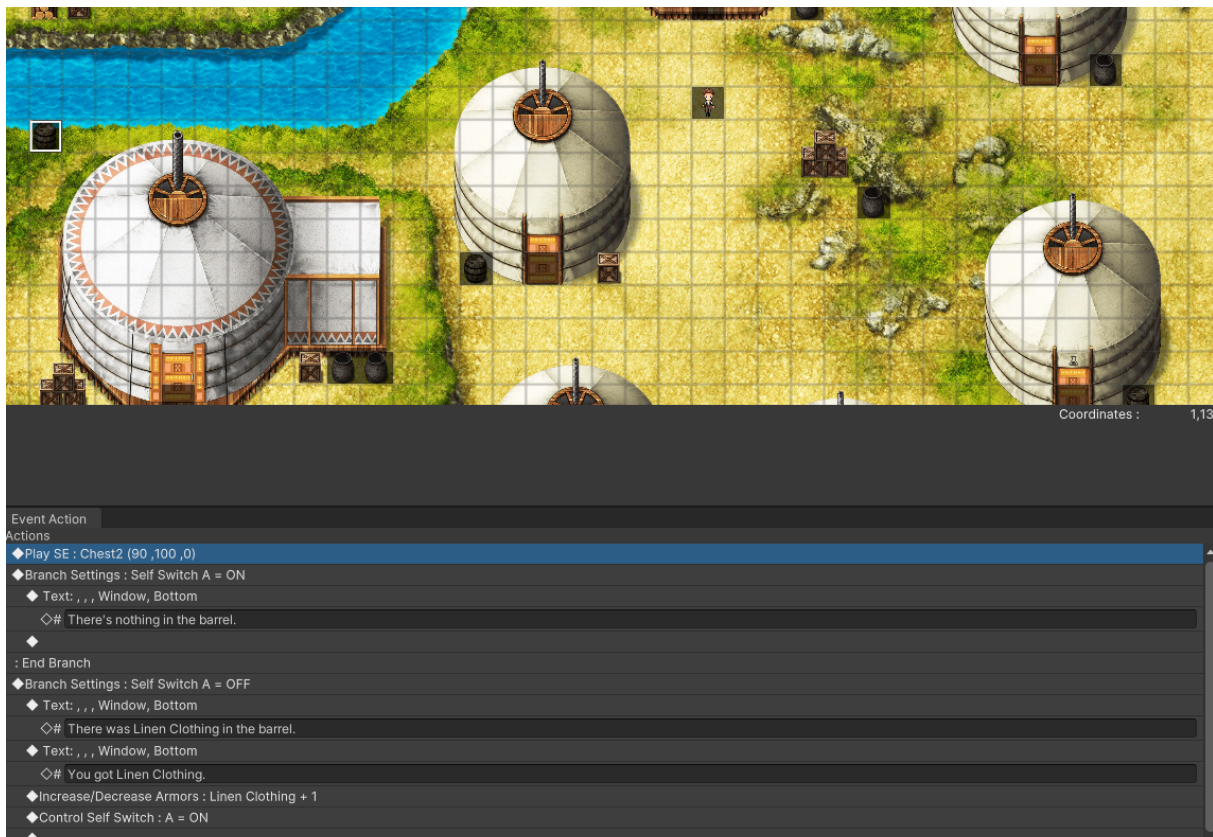 Coordinates : 1,13
Event Action
Actions
◆Play SE : Chest2 (90 ,100 ,0)
◆Branch Settings : Self Switch A = ON
◆ Text: , , , Window, Bottom
◇# There's nothing in the barrel.
◆
: End Branch
◆Branch Settings : Self Switch A = OFF
◆ Text: , , , Window, Bottom
◇# There was Linen Clothing in the barrel.
◆ Text: , , , Window, Bottom
◇# You got Linen Clothing.
◆Increase/Decrease Armors : Linen Clothing + 1
◆Control Self Switch : A = ON
◆